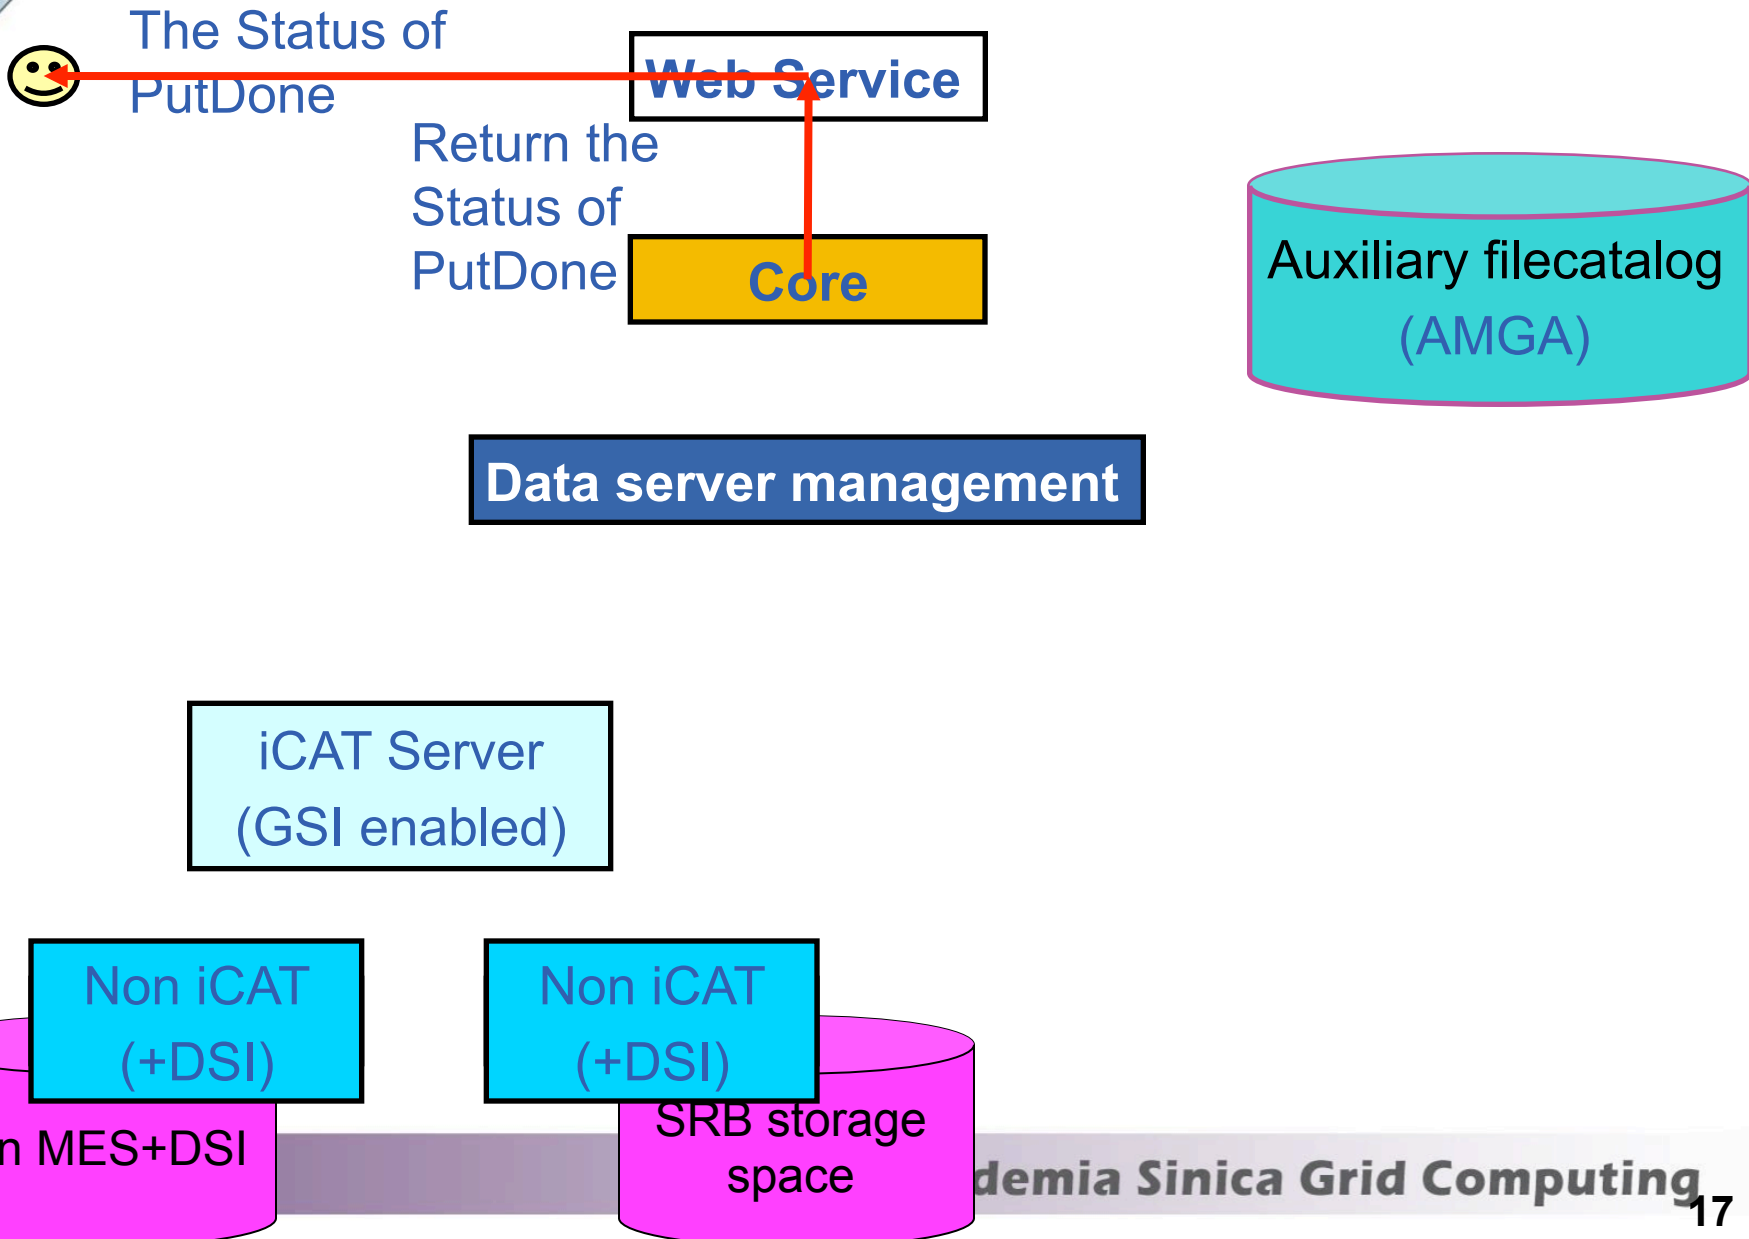 The Status of
PutDone
Web Service
Return the
Status of
PutDone
Core
Auxiliary filecatalog
(AMGA)
Data server management
iCAT Server
(GSI enabled)
Non iCAT
(+DSI)
Non iCAT
(+DSI)
n MES+DSI
SRB storage
space
demia Sinica Grid Computing
17